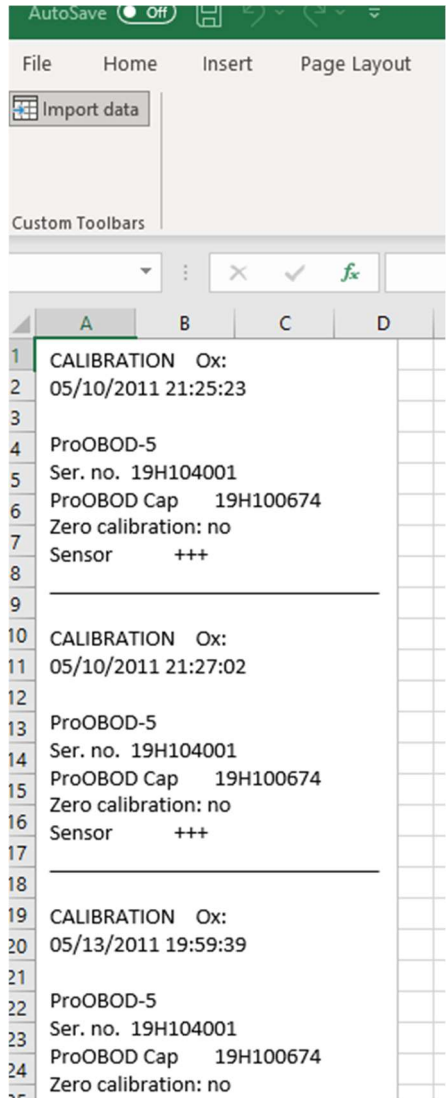 AutoSave Off
File Home Insert Page Layout
Import data
Custom Toolbars
fx
A B C D
1 CALIBRATION Ox:
2 05/10/2011 21:25:23
3
4 ProOBOD-5
5 Ser. no. 19H104001
6 ProOBOD Cap 19H100674
7 Zero calibration: no
8 Sensor +++
9
10 CALIBRATION Ox:
11 05/10/2011 21:27:02
12
13 ProOBOD-5
14 Ser. no. 19H104001
15 ProOBOD Cap 19H100674
16 Zero calibration: no
17 Sensor +++
18
19 CALIBRATION Ox:
20 05/13/2011 19:59:39
21
22 ProOBOD-5
23 Ser. no. 19H104001
24 ProOBOD Cap 19H100674
Zero calibration: no